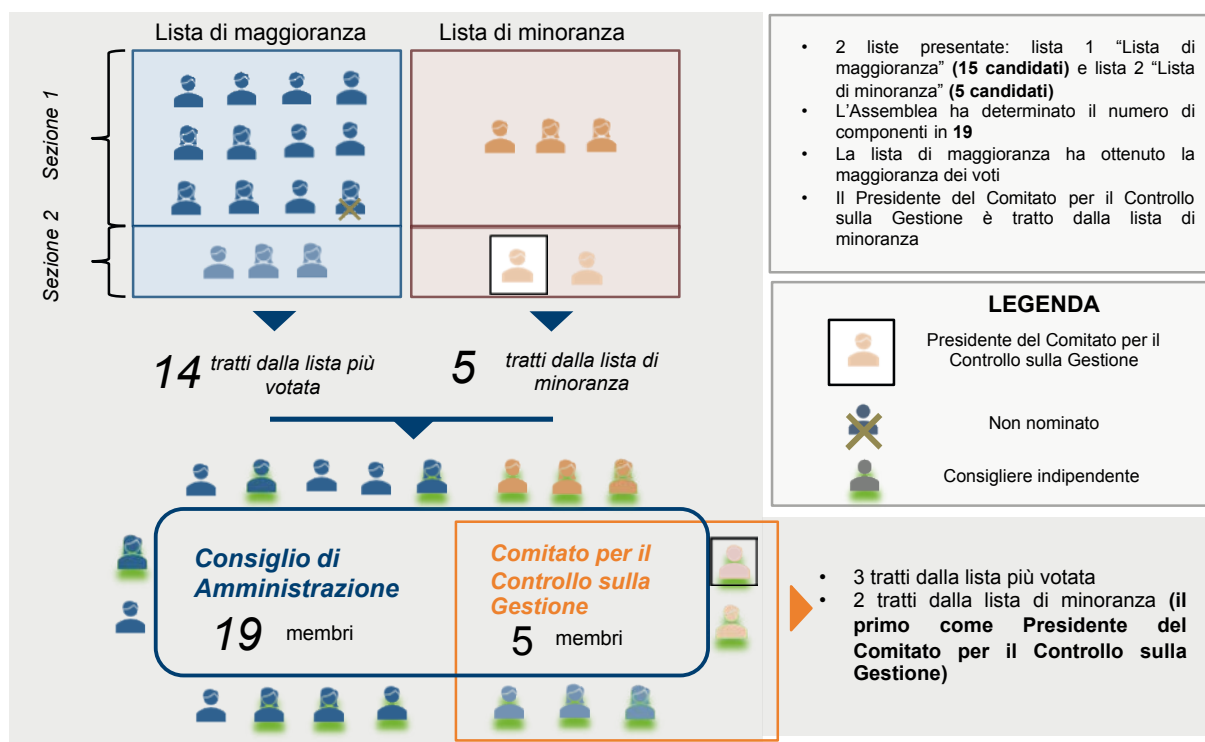 Lista di maggioranza
Lista di minoranza
Sezione 1
Sezione 2
14 tratti dalla lista più
votata
5 tratti dalla lista di
minoranza
• 2 liste presentate: lista 1 “Lista di
maggioranza” (15 candidati) e lista 2 “Lista
di minoranza” (5 candidati)
• L’Assemblea ha determinato il numero di
componenti in 19
• La lista di maggioranza ha ottenuto la
maggioranza dei voti
• Il Presidente del Comitato per il Controllo
sulla Gestione è tratto dalla lista di
minoranza
LEGENDA
Presidente del Comitato per il
Controllo sulla Gestione
Non nominato
Consigliere indipendente
Consiglio di
Amministrazione
19 membri
Comitato per il
Controllo sulla
Gestione
5 membri
• 3 tratti dalla lista più votata
• 2 tratti dalla lista di minoranza (il
primo come Presidente del
Comitato per il Controllo sulla
Gestione)